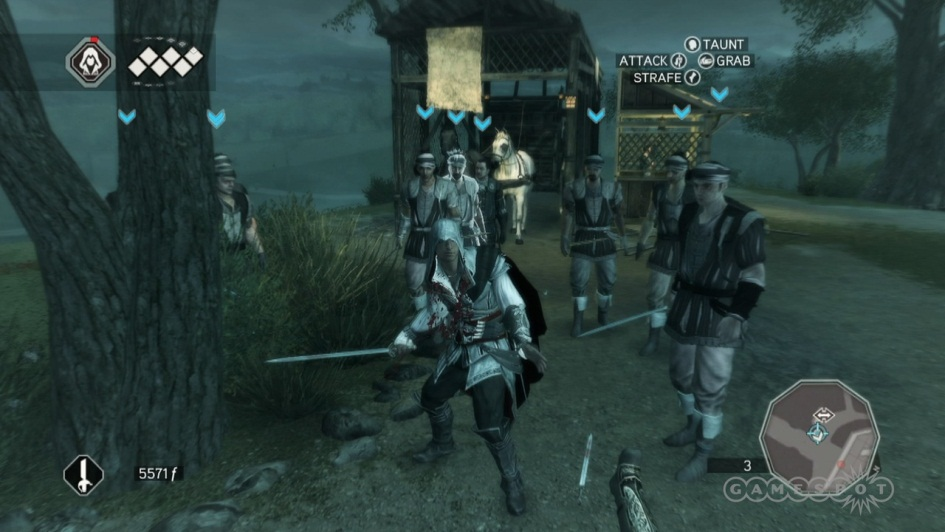 TAUNT
ATTACK GRAB
STRAFE
5571 f
3
GAMESPOT